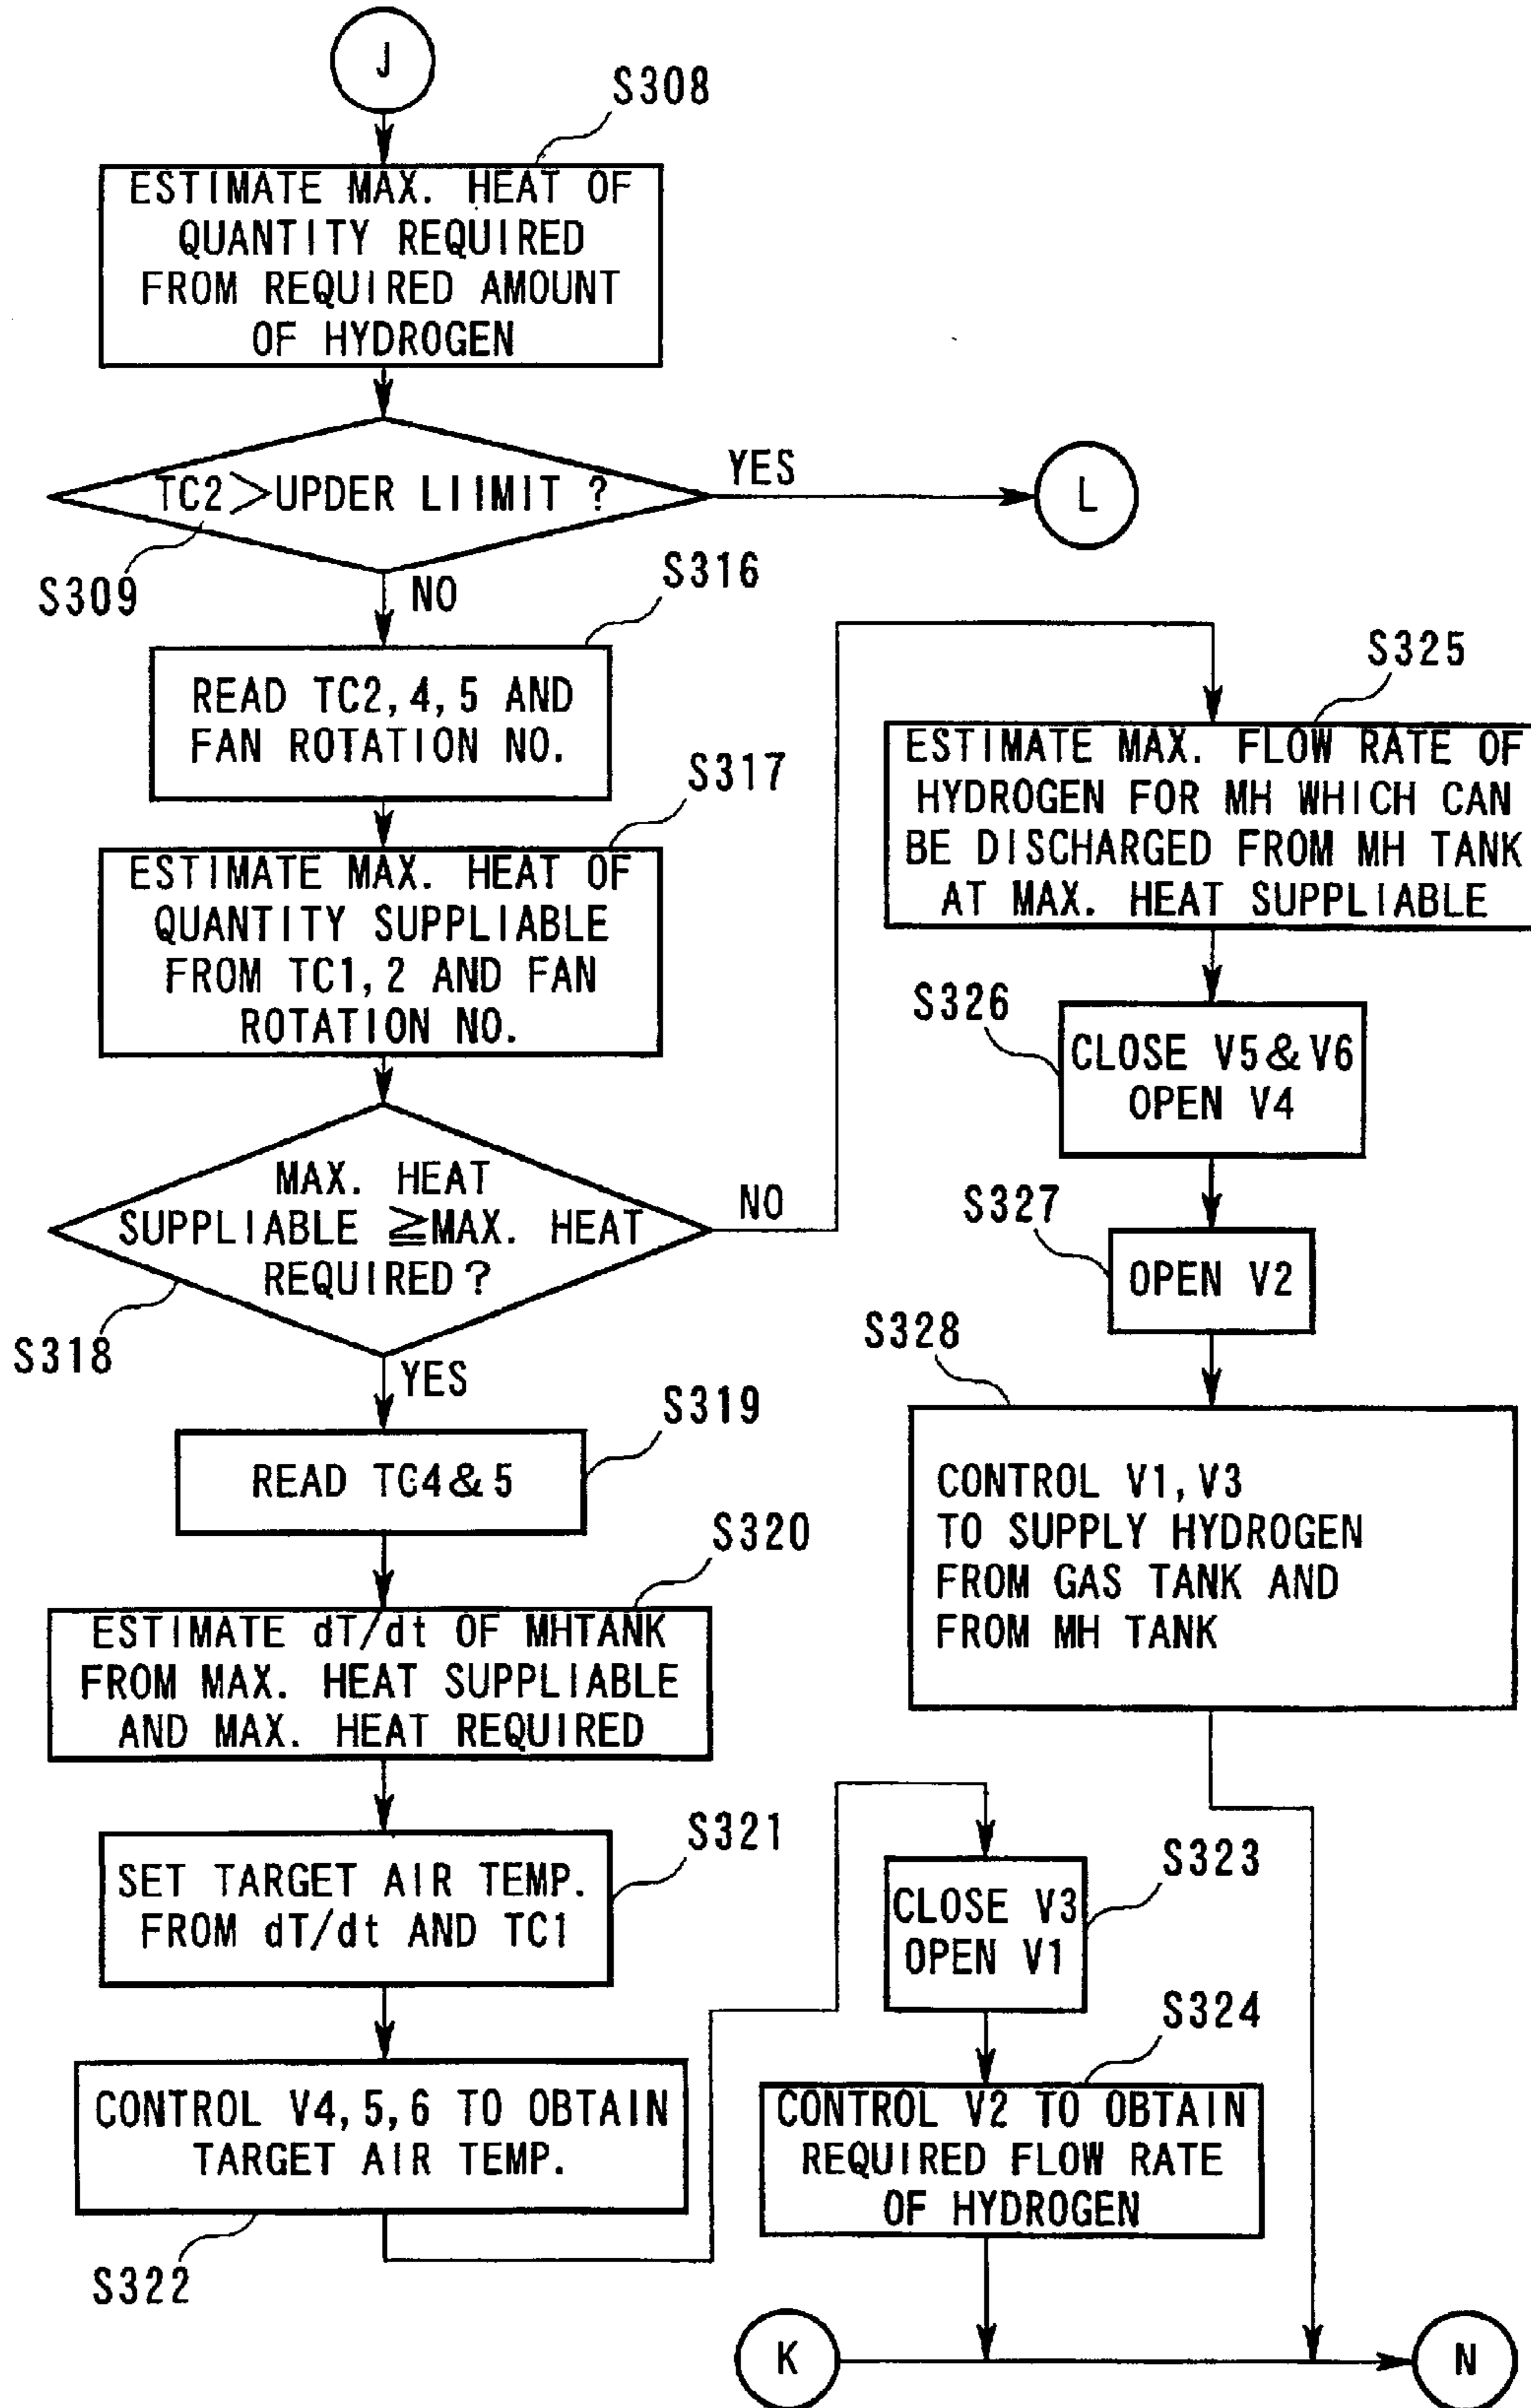 J
S308
ESTIMATE MAX. HEAT OF
QUANTITY REQUIRED
FROM REQUIRED AMOUNT
OF HYDROGEN
TC2>UPDER LIIMIT ?
YES
L
S309
NO
S316
READ TC2,4,5 AND
FAN ROTATION NO.
S317
ESTIMATE MAX. HEAT OF
QUANTITY SUPPLIABLE
FROM TC1,2 AND FAN
ROTATION NO.
MAX. HEAT
SUPPLIABLE ≧MAX. HEAT
REQUIRED?
NO
S318
YES
S319
READ TC4&5
S320
ESTIMATE dT/dt OF MHTANK
FROM MAX. HEAT SUPPLIABLE
AND MAX. HEAT REQUIRED
S321
SET TARGET AIR TEMP.
FROM dT/dt AND TC1
CONTROL V4,5,6 TO OBTAIN
TARGET AIR TEMP.
S322
S325
ESTIMATE MAX. FLOW RATE OF
HYDROGEN FOR MH WHICH CAN
BE DISCHARGED FROM MH TANK
AT MAX. HEAT SUPPLIABLE
S326
CLOSE V5&V6
OPEN V4
S327
OPEN V2
S328
CONTROL V1,V3
TO SUPPLY HYDROGEN
FROM GAS TANK AND
FROM MH TANK
S323
CLOSE V3
OPEN V1
S324
CONTROL V2 TO OBTAIN
REQUIRED FLOW RATE
OF HYDROGEN
K
N